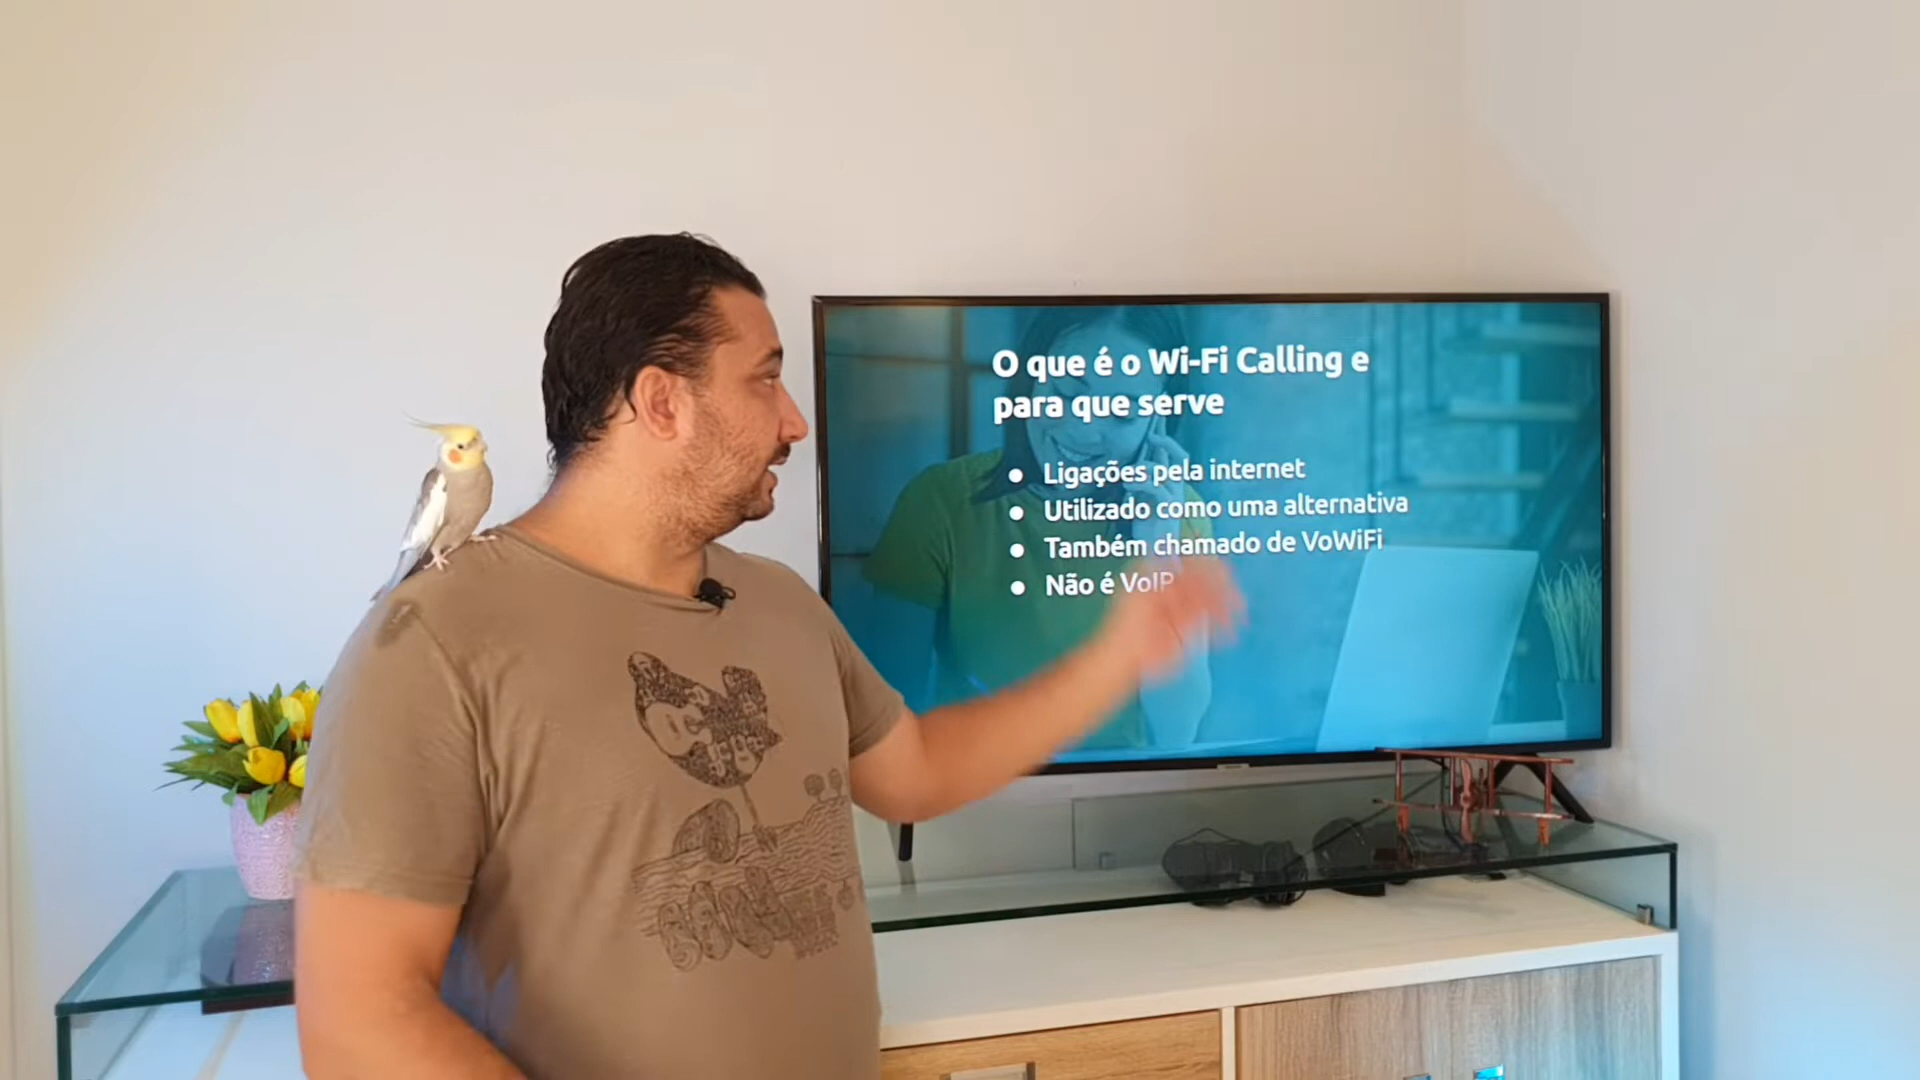 O que é o Wi-Fi Calling e
para que serve
● Ligações pela internet
● Utilizado como uma alternativa
● Também chamado de VoWiFi
● Não é VoIP